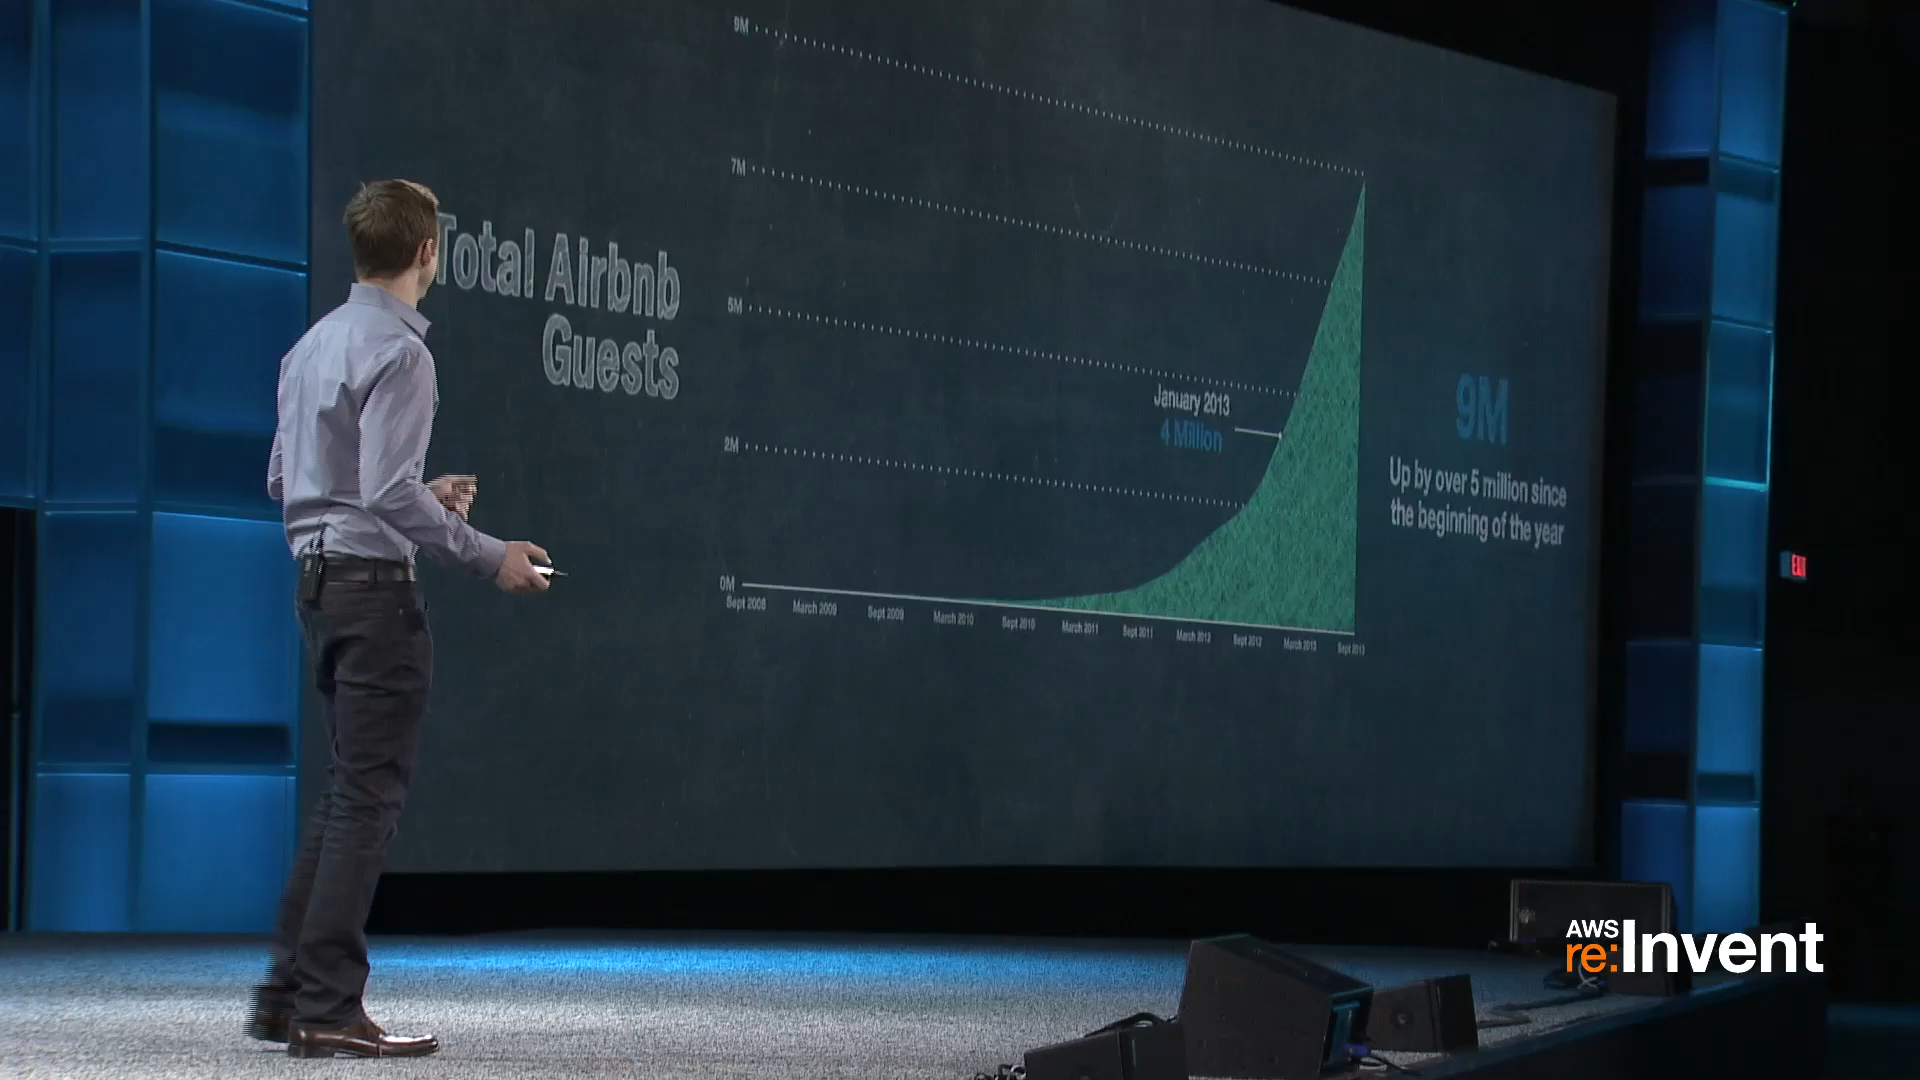 Total Airbnb
Guests
9M
7M
5M
2M
0M
January 2013
4 Million
Sept 2008
March 2009
Sept 2009
March 2010
Sept 2010
March 2011
Sept 2011
March 2012
Sept 2012
March 2013
Sept 2013
9M
Up by over 5 million since
the beginning of the year
EXIT
AWS
re:Invent